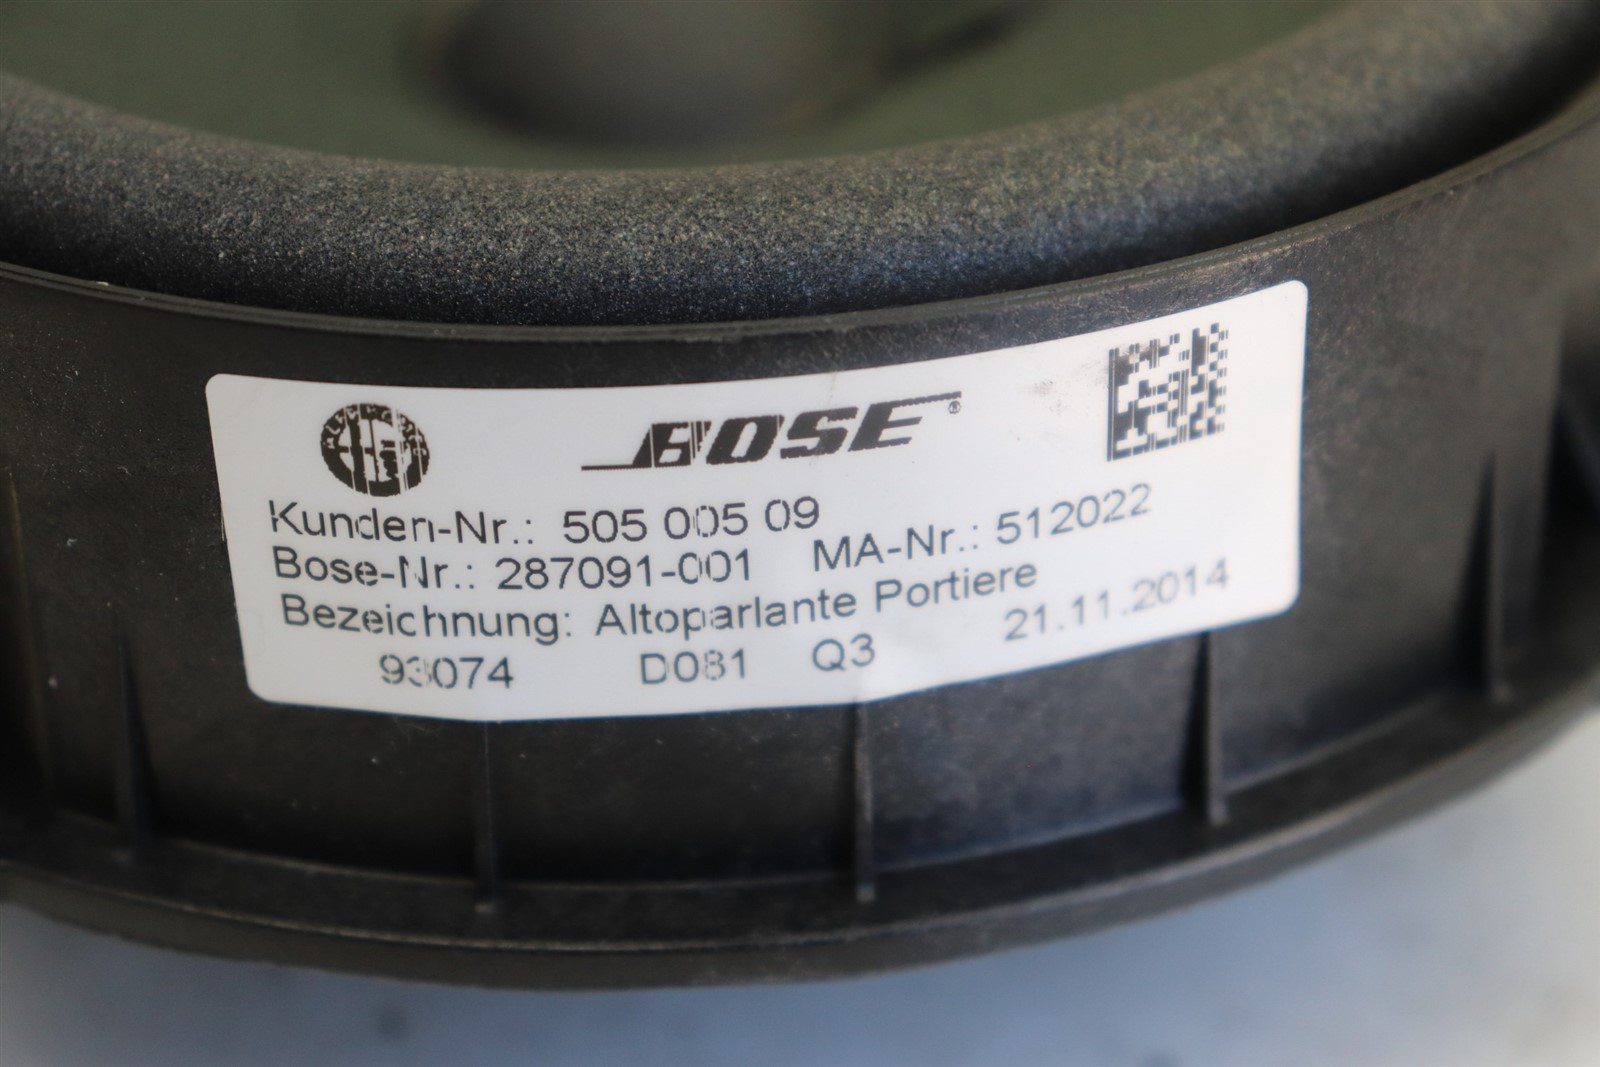 BOSE®
Kunden-Nr.: 505 005 09
Bose-Nr.: 287091-001 MA-Nr.: 512022
Bezeichnung: Altoparlante Portiere
93074 D081 Q3 21.11.2014